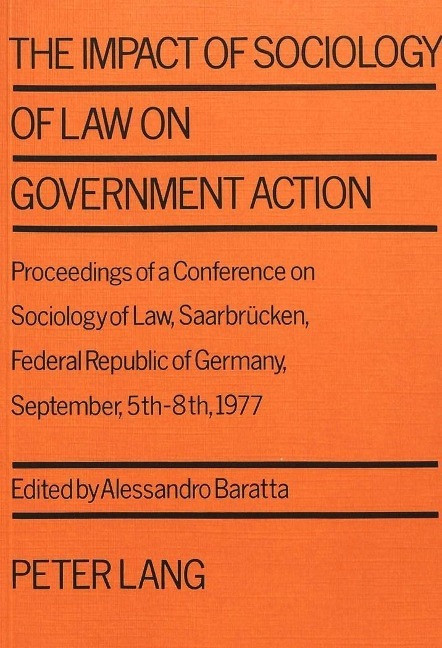 THE IMPACT OF SOCIOLOGY
OF LAW ON
GOVERNMENT ACTION
Proceedings of a Conference on
Sociology of Law, Saarbrücken,
Federal Republic of Germany,
September, 5th-8th, 1977
Edited by Alessandro Baratta
PETER LANG